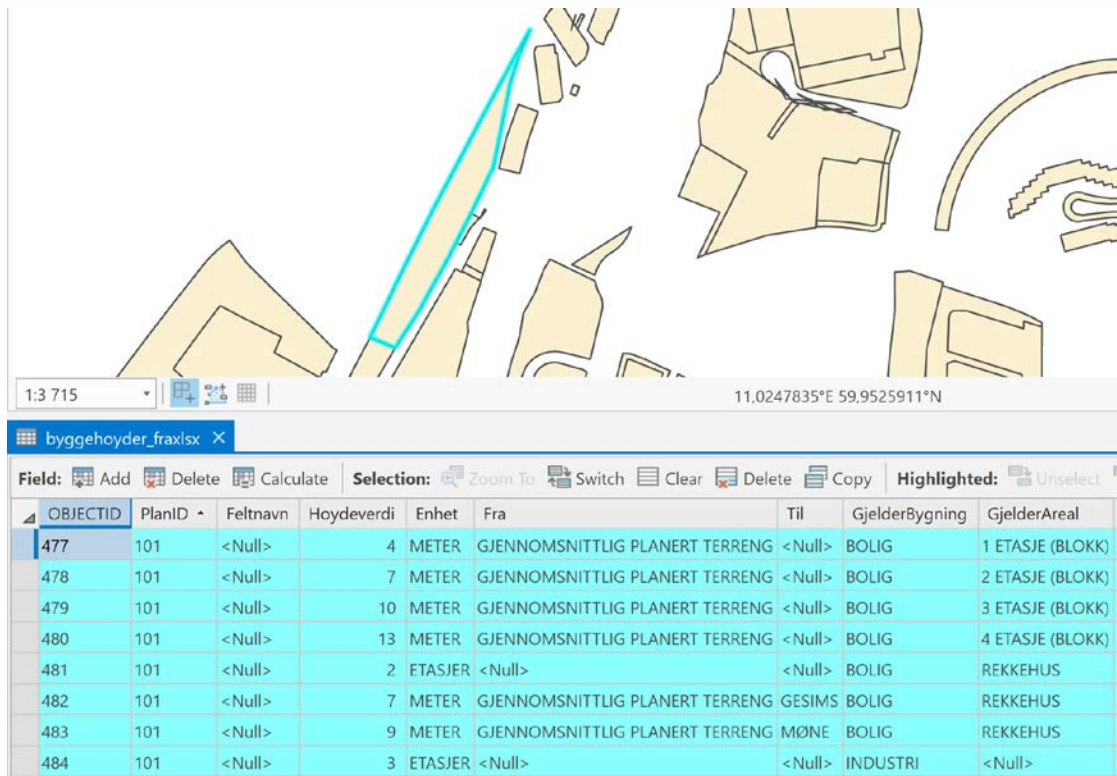 1:3 715 11,0247835°E 59,9525911°N
byggehoyder_fraxlsx
Field: Add Delete Calculate Selection: Zoom To Switch Clear Delete Copy Highlighted: Unselect
OBJECTID PlanID Feltnavn Hoydeverdi Enhet Fra Til GjelderBygning GjelderAreal
477 101 <Null> 4 METER GJENNOMSNITTLIG PLANERT TERRENG <Null> BOLIG 1 ETASJE (BLOKK)
478 101 <Null> 7 METER GJENNOMSNITTLIG PLANERT TERRENG <Null> BOLIG 2 ETASJE (BLOKK)
479 101 <Null> 10 METER GJENNOMSNITTLIG PLANERT TERRENG <Null> BOLIG 3 ETASJE (BLOKK)
480 101 <Null> 13 METER GJENNOMSNITTLIG PLANERT TERRENG <Null> BOLIG 4 ETASJE (BLOKK)
481 101 <Null> 2 ETASJER <Null> <Null> BOLIG REKKEHUS
482 101 <Null> 7 METER GJENNOMSNITTLIG PLANERT TERRENG GESIMS BOLIG REKKEHUS
483 101 <Null> 9 METER GJENNOMSNITTLIG PLANERT TERRENG MØNE BOLIG REKKEHUS
484 101 <Null> 3 ETASJER <Null> <Null> INDUSTRI <Null>